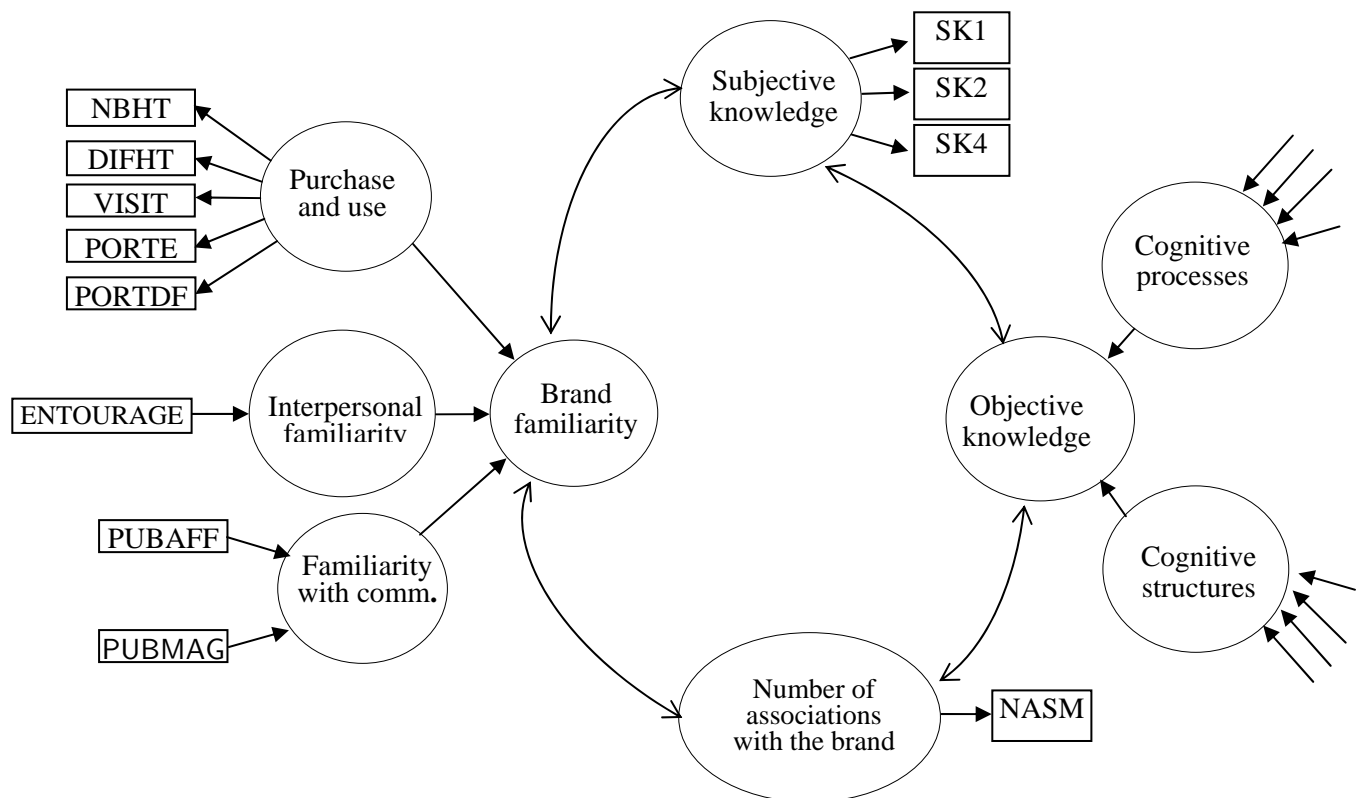 SK1
Subjective
knowledge
SK2
SK4
NBHT
DIFHT
VISIT
PORTE
PORTDF
Purchase
and use
Cognitive
processes
ENTOURAGE
Interpersonal
familiarity
Brand
familiarity
Objective
knowledge
PUBAFF
PUBMAG
Familiarity
with comm.
Cognitive
structures
Number of
associations
with the brand
NASM